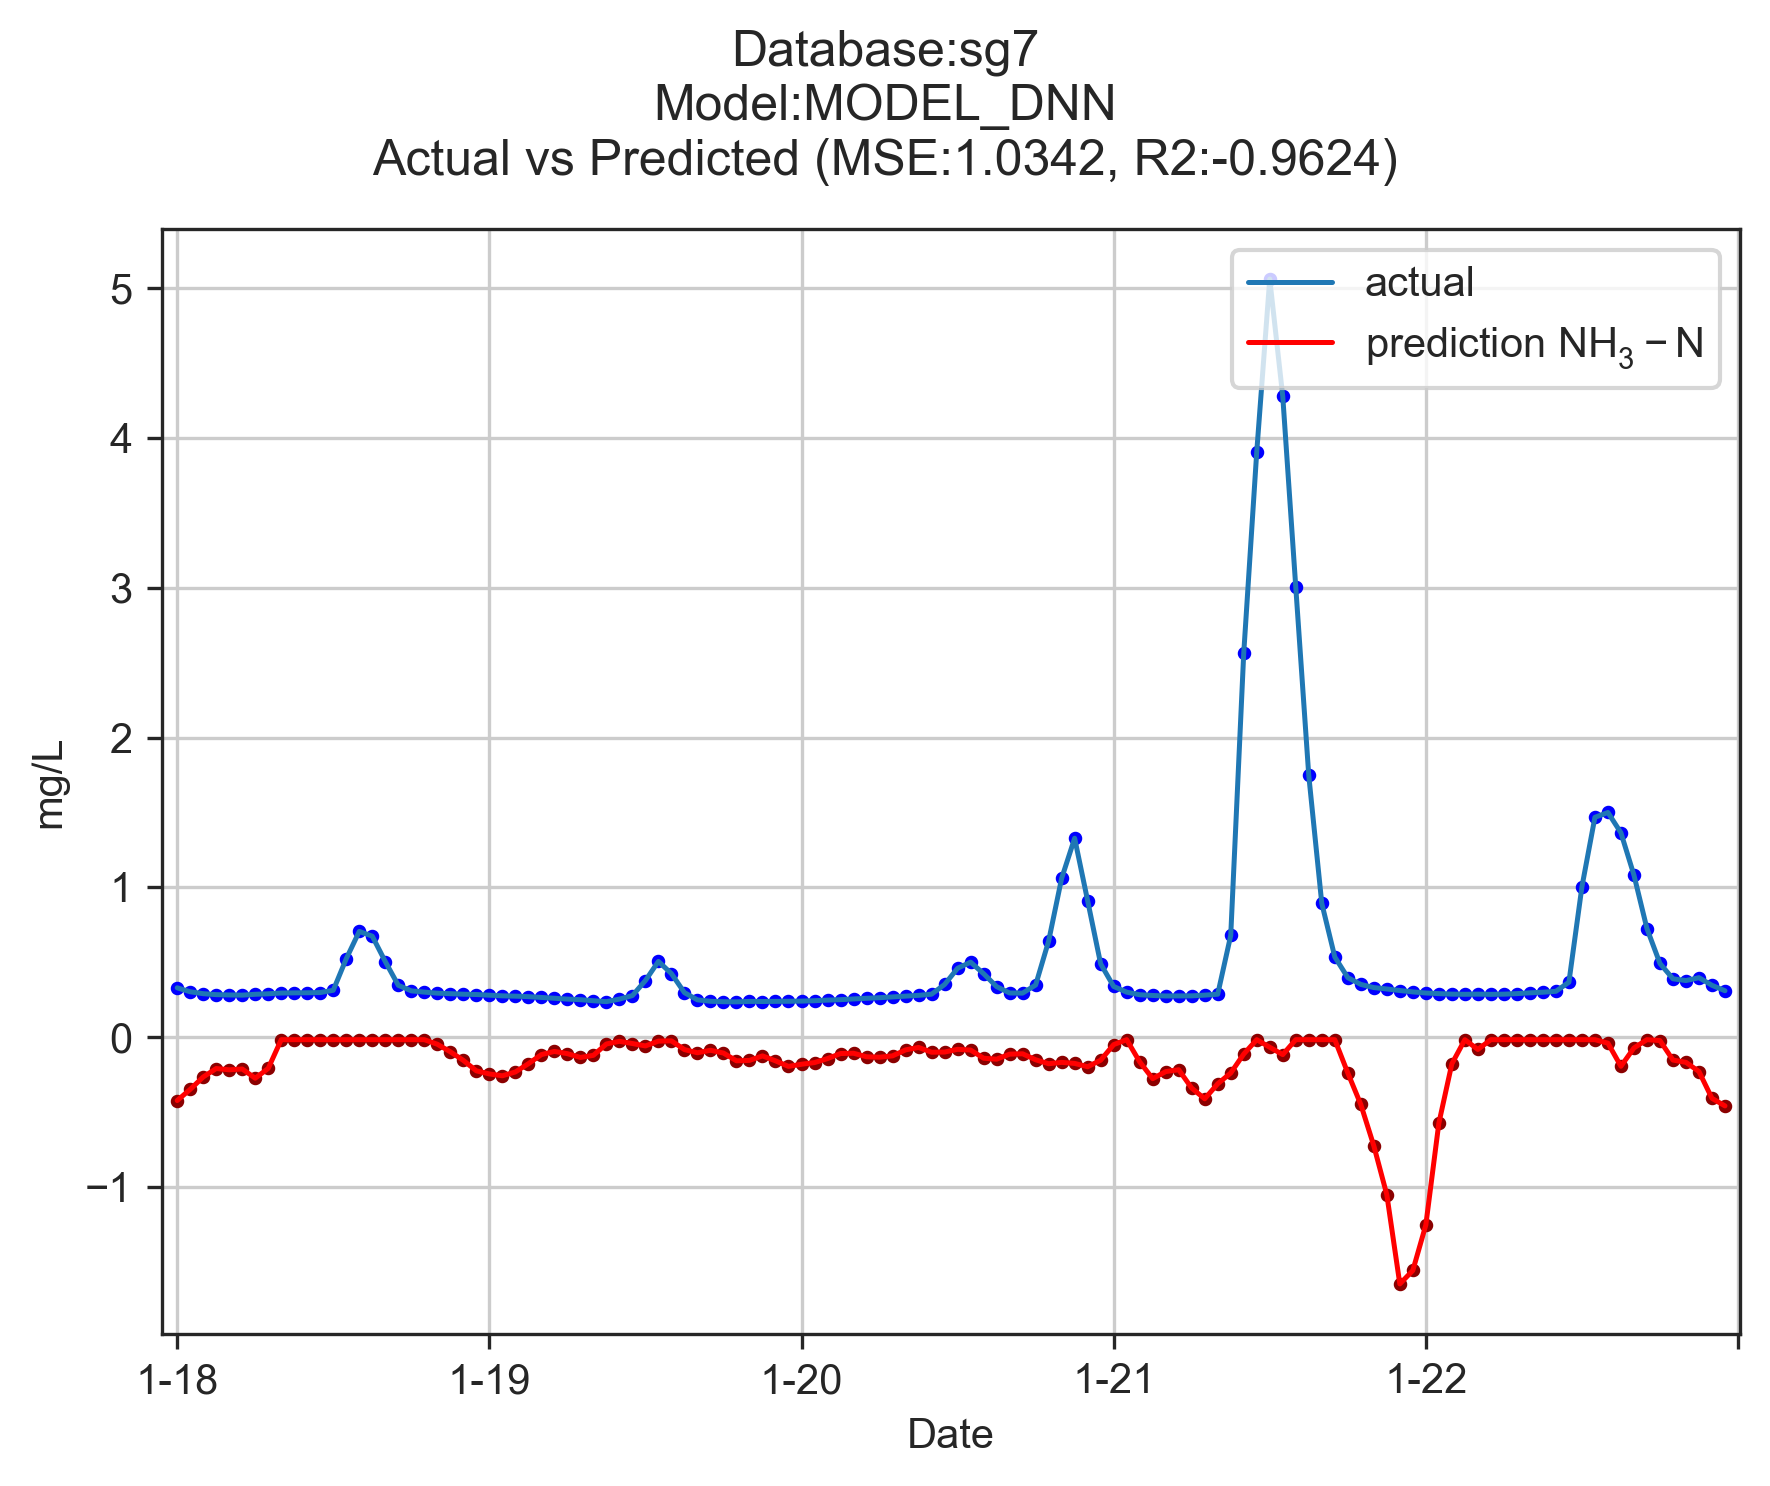 Database:sg7
Model:MODEL_DNN
Actual vs Predicted (MSE:1.0342, R2:-0.9624)
actual
prediction NH₃ − N
5
4
3
2
1
0
−1
mg/L
1-18 1-19 1-20 1-21 1-22
Date